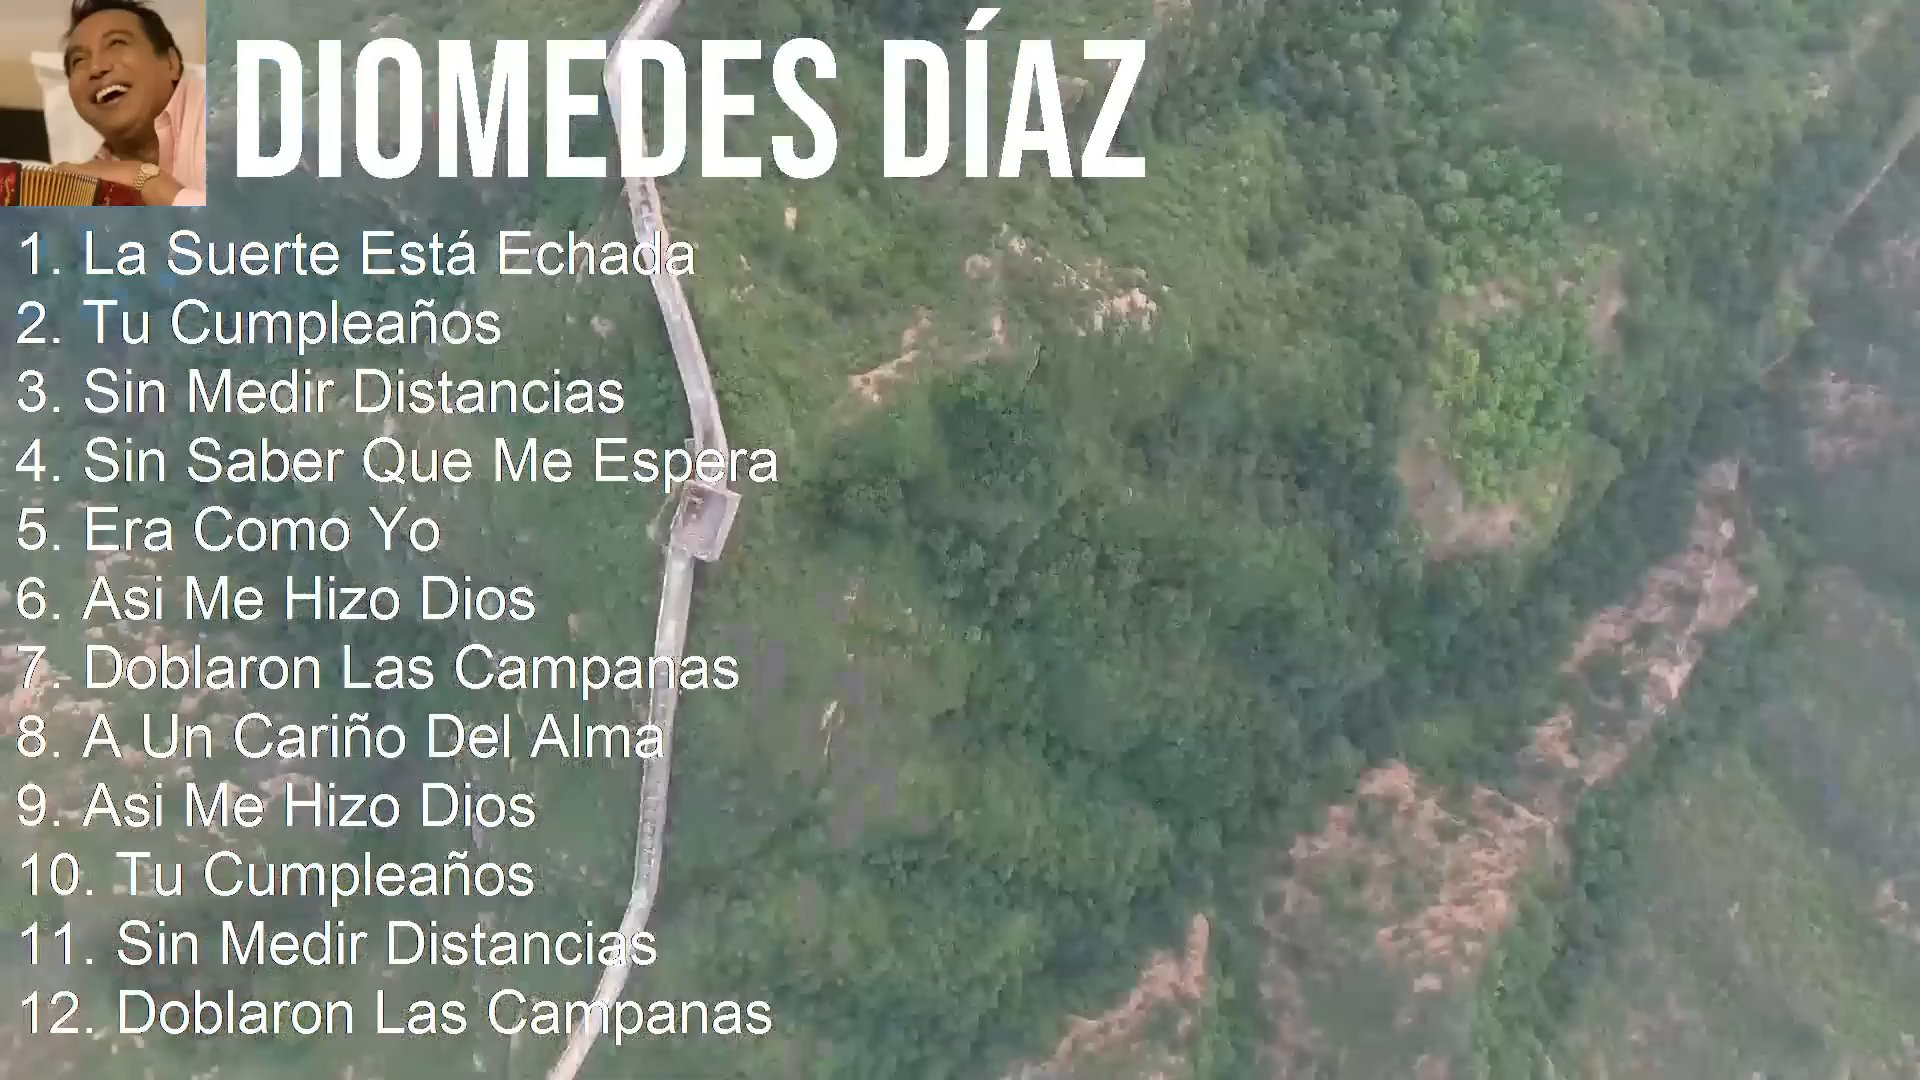 DIOMEDES DÍAZ
1. La Suerte Está Echada
2. Tu Cumpleaños
3. Sin Medir Distancias
4. Sin Saber Que Me Espera
5. Era Como Yo
6. Asi Me Hizo Dios
7. Doblaron Las Campanas
8. A Un Cariño Del Alma
9. Asi Me Hizo Dios
10. Tu Cumpleaños
11. Sin Medir Distancias
12. Doblaron Las Campanas